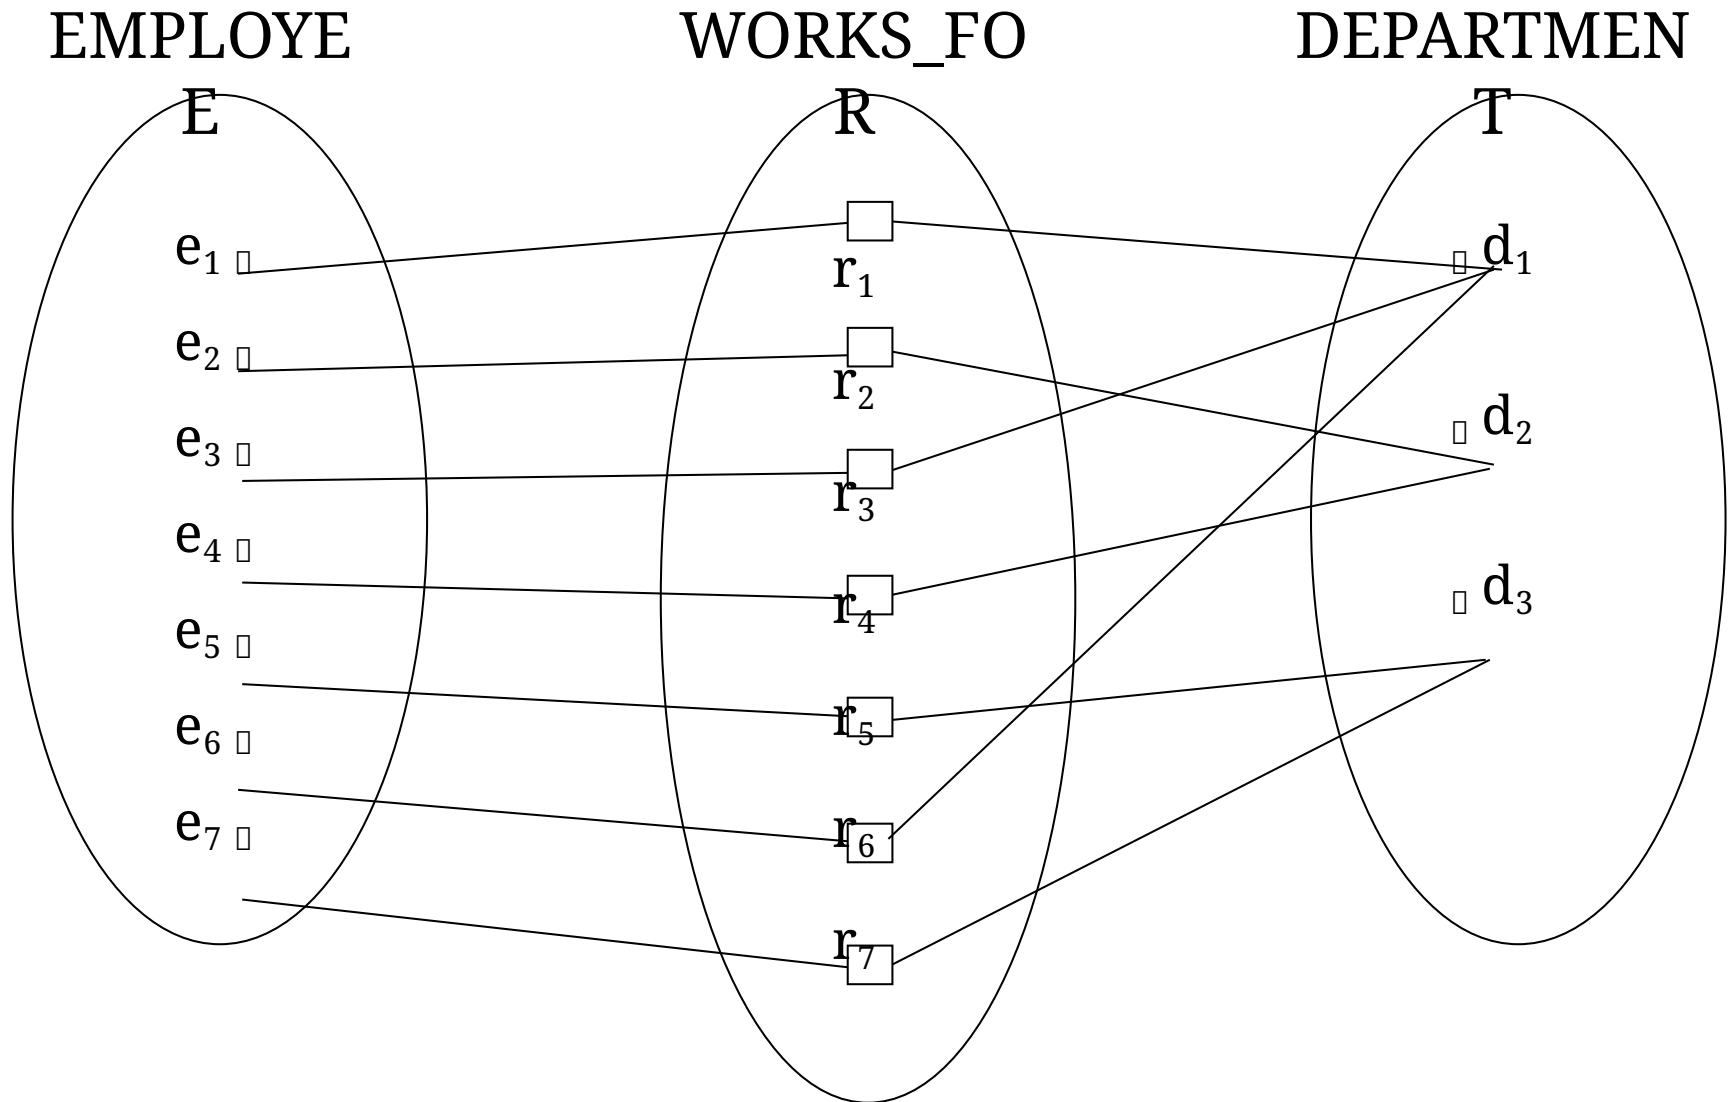 EMPLOYE
E
WORKS_FO
R
DEPARTMEN
T
e1 ▯
e2 ▯
e3 ▯
e4 ▯
e5 ▯
e6 ▯
e7 ▯
r1
r2
r3
r4
r5
r6
r7
▯ d1
▯ d2
▯ d3